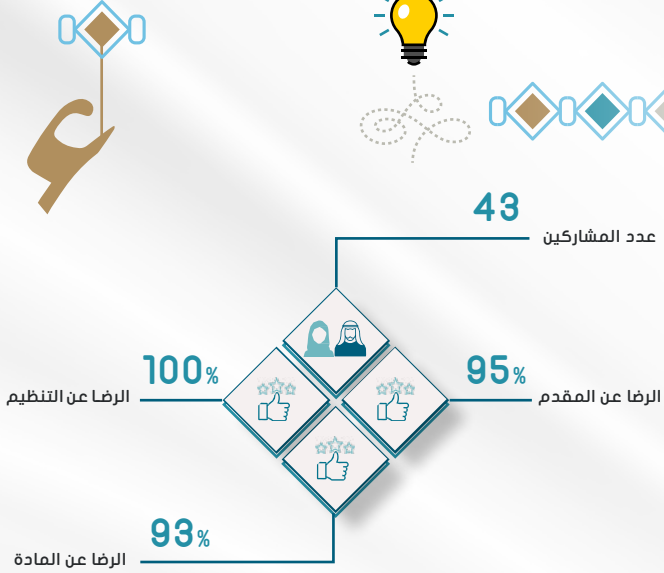 43
عدد المشاركين
95%
الرضا عن المقدم
100%
الرضا عن التنظيم
93%
الرضا عن المادة